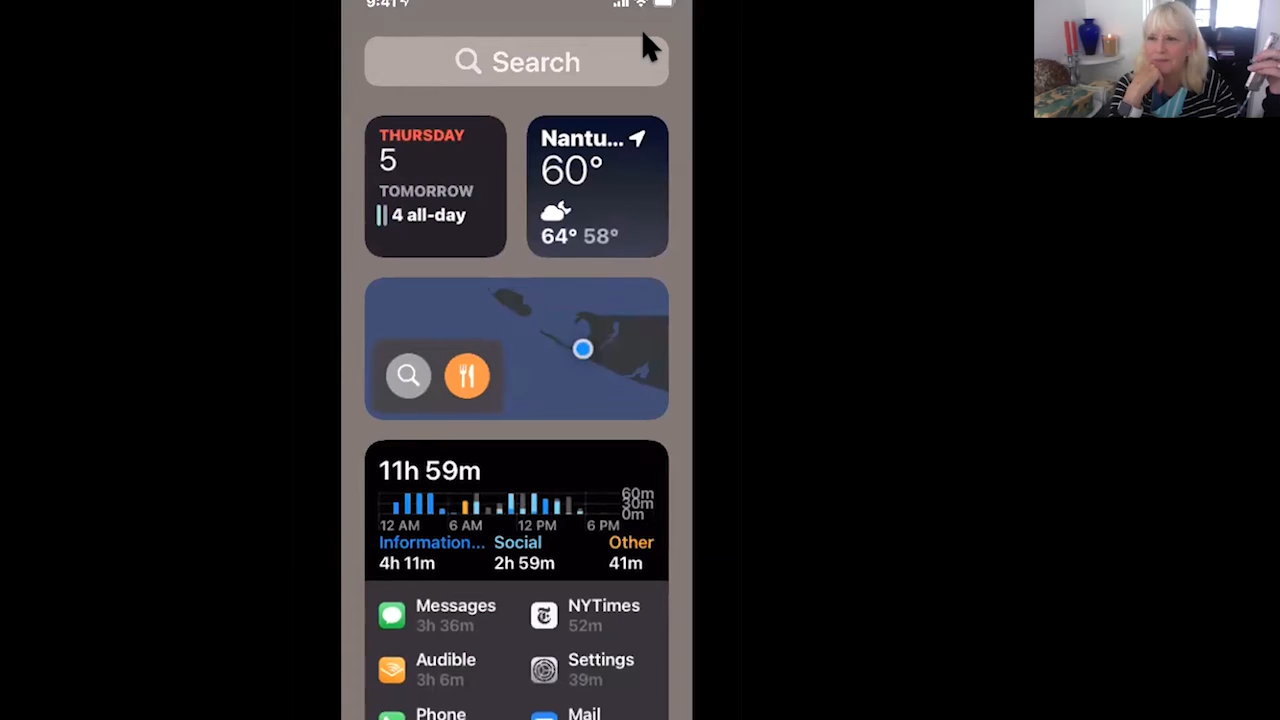 9:41
Search
THURSDAY
5
TOMORROW
4 all-day
Nantu...
60°
64° 58°
11h 59m
60m
30m
0m
12 AM 6 AM 12 PM 6 PM
Information... Social Other
4h 11m 2h 59m 41m
Messages
3h 36m
NYTimes
52m
Audible
3h 6m
Settings
39m
Phone
Mail